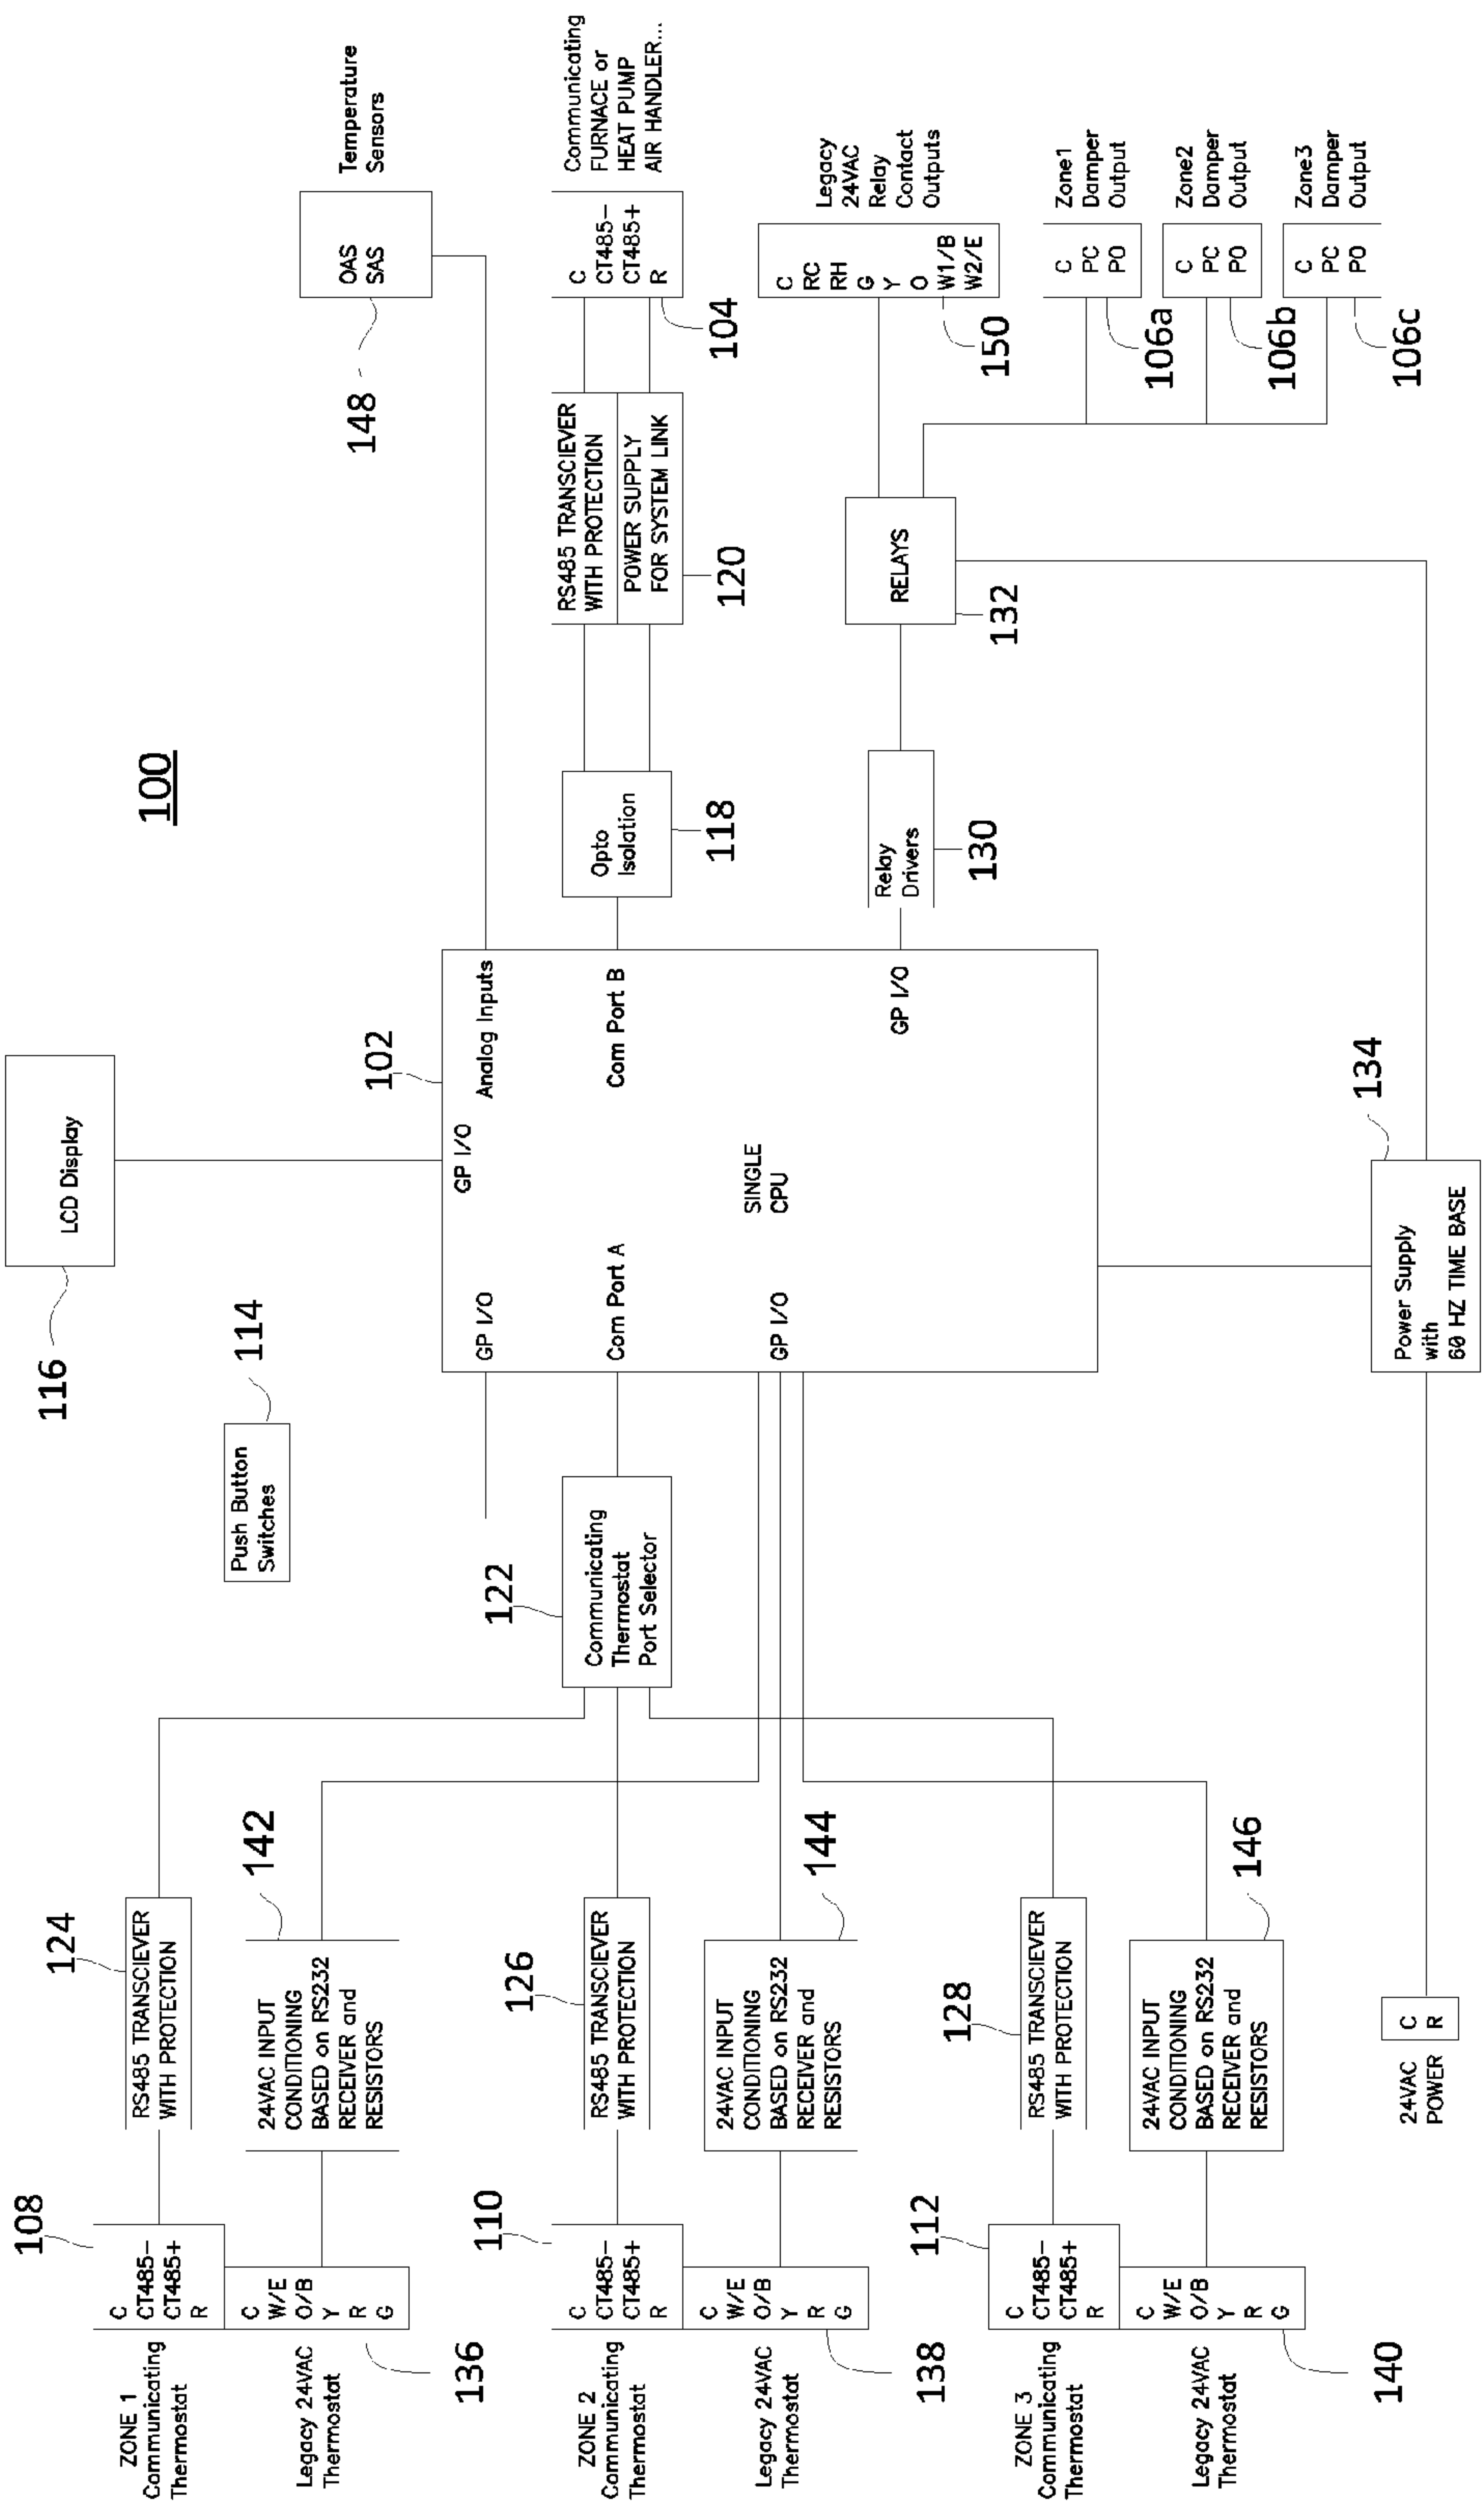 100
LCD Display
116
Push Button
Switches
114
ZONE 1
Communicating
Thermostat
C
CT485–
CT485+
R
108
RS485 TRANSCIEVER
WITH PROTECTION
124
Legacy 24VAC
Thermostat
C
W/E
O/B
Y
R
G
136
24VAC INPUT
CONDITIONING
BASED on RS232
RECEIVER and
RESISTORS
142
ZONE 2
Communicating
Thermostat
C
CT485–
CT485+
R
110
RS485 TRANSCIEVER
WITH PROTECTION
126
Legacy 24VAC
Thermostat
C
W/E
O/B
Y
R
G
138
24VAC INPUT
CONDITIONING
BASED on RS232
RECEIVER and
RESISTORS
144
ZONE 3
Communicating
Thermostat
C
CT485–
CT485+
R
112
RS485 TRANSCIEVER
WITH PROTECTION
128
Legacy 24VAC
Thermostat
C
W/E
O/B
Y
R
G
140
24VAC INPUT
CONDITIONING
BASED on RS232
RECEIVER and
RESISTORS
146
24VAC
POWER
C
R
122
Communicating
Thermostat
Port Selector
102
GP I/O
GP I/O
Analog Inputs
Com Port A
Com Port B
SINGLE
CPU
GP I/O
GP I/O
134
Power Supply
with
60 HZ TIME BASE
Opto
Isolation
118
RS485 TRANSCIEVER
WITH PROTECTION
POWER SUPPLY
FOR SYSTEM LINK
120
Relay
Drivers
130
RELAYS
132
148
OAS
SAS
Temperature
Sensors
C
CT485–
CT485+
R
104
Communicating
FURNACE or
HEAT PUMP
AIR HANDLER...
C
RC
RH
G
Y
O
W1/B
W2/E
150
Legacy
24VAC
Relay
Contact
Outputs
C
PC
PO
106a
Zone1
Damper
Output
C
PC
PO
106b
Zone2
Damper
Output
C
PC
PO
106c
Zone3
Damper
Output